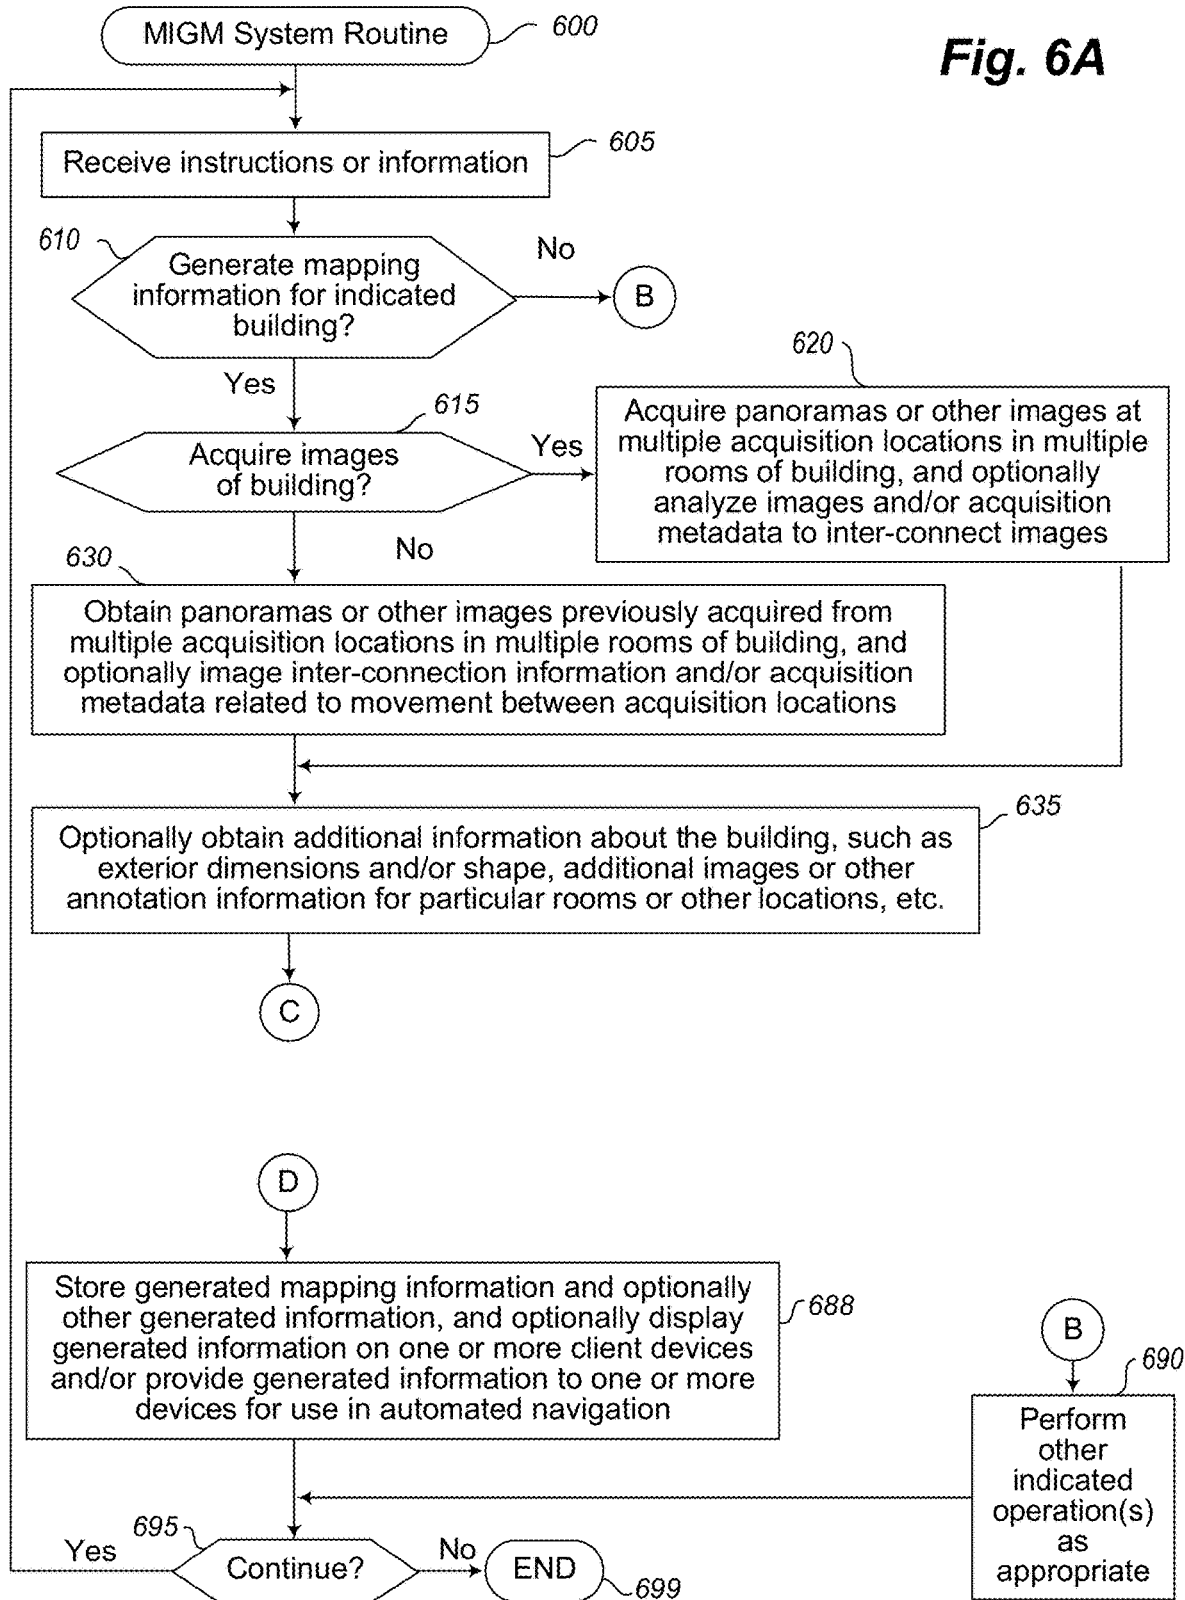 MIGM System Routine
600
Fig. 6A
Receive instructions or information
605
610
Generate mapping
information for indicated
building?
No
B
Yes
615
Acquire images
of building?
Yes
620
Acquire panoramas or other images at
multiple acquisition locations in multiple
rooms of building, and optionally
analyze images and/or acquisition
metadata to inter-connect images
No
630
Obtain panoramas or other images previously acquired from
multiple acquisition locations in multiple rooms of building, and
optionally image inter-connection information and/or acquisition
metadata related to movement between acquisition locations
635
Optionally obtain additional information about the building, such as
exterior dimensions and/or shape, additional images or other
annotation information for particular rooms or other locations, etc.
C
D
Store generated mapping information and optionally
other generated information, and optionally display
generated information on one or more client devices
and/or provide generated information to one or more
devices for use in automated navigation
688
B
690
Perform
other
indicated
operation(s)
as
appropriate
695
Yes
Continue?
No
END
699